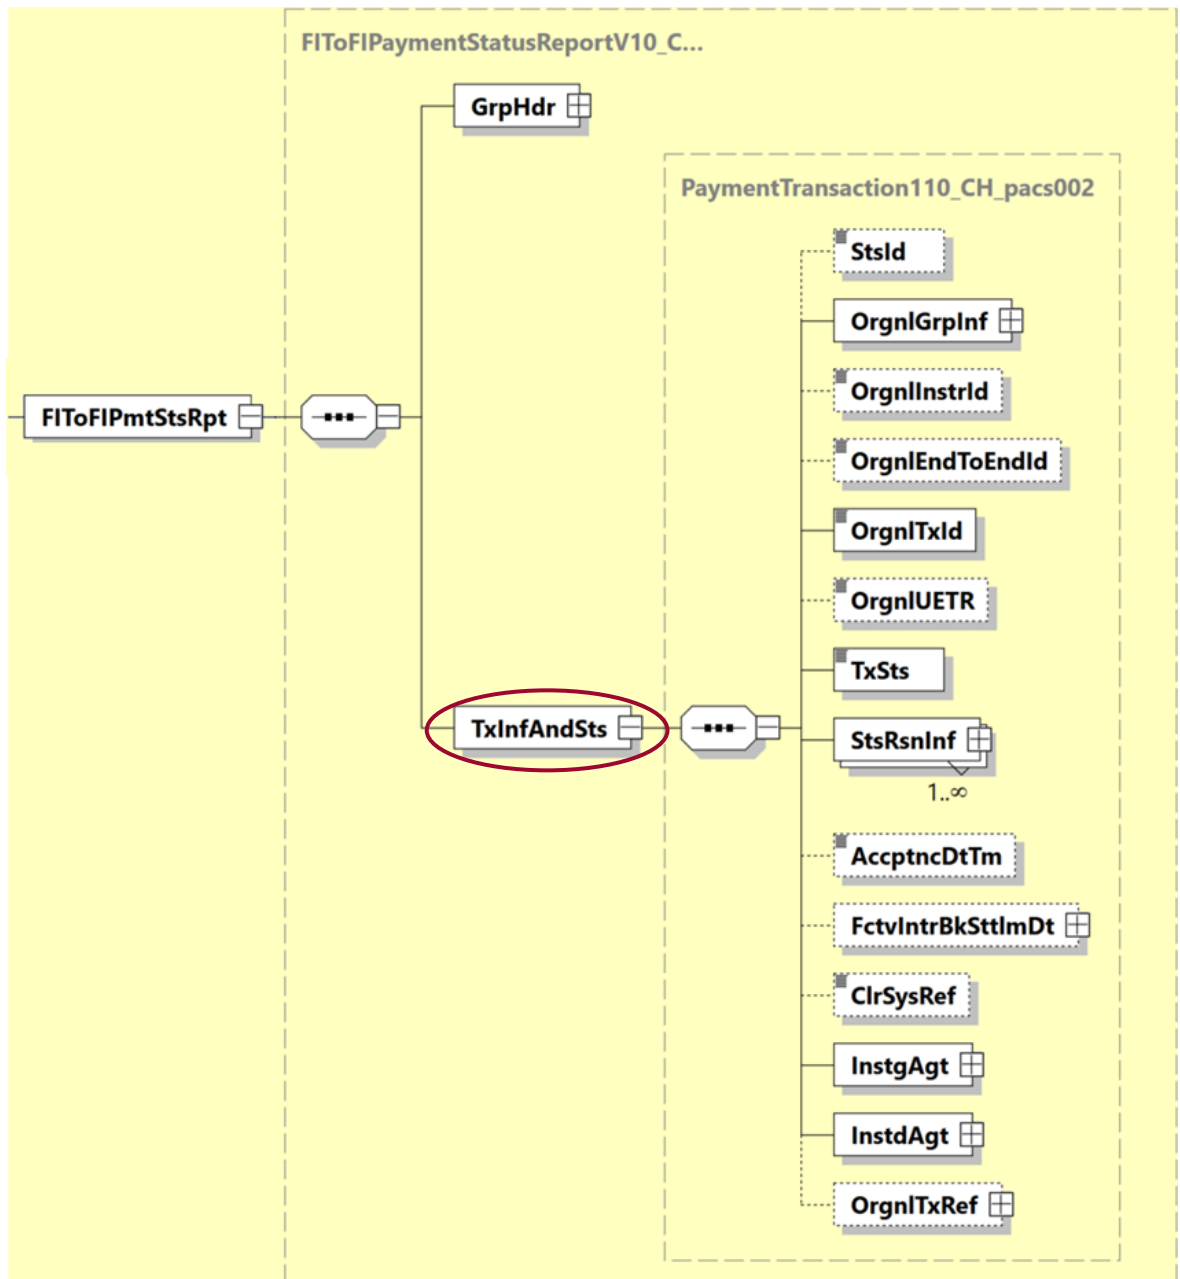 FIToFIPaymentStatusReportV10_C...
GrpHdr
PaymentTransaction110_CH_pacs002
StsId
OrgnlGrpInf
OrgnlInstrId
FIToFIPmtStsRpt
OrgnlEndToEndId
OrgnlTxId
OrgnlUETR
TxSts
TxInfAndSts
StsRsnInf
1..∞
AccptncDtTm
FctvIntrBkSttlmDt
ClrSysRef
InstgAgt
InstdAgt
OrgnlTxRef